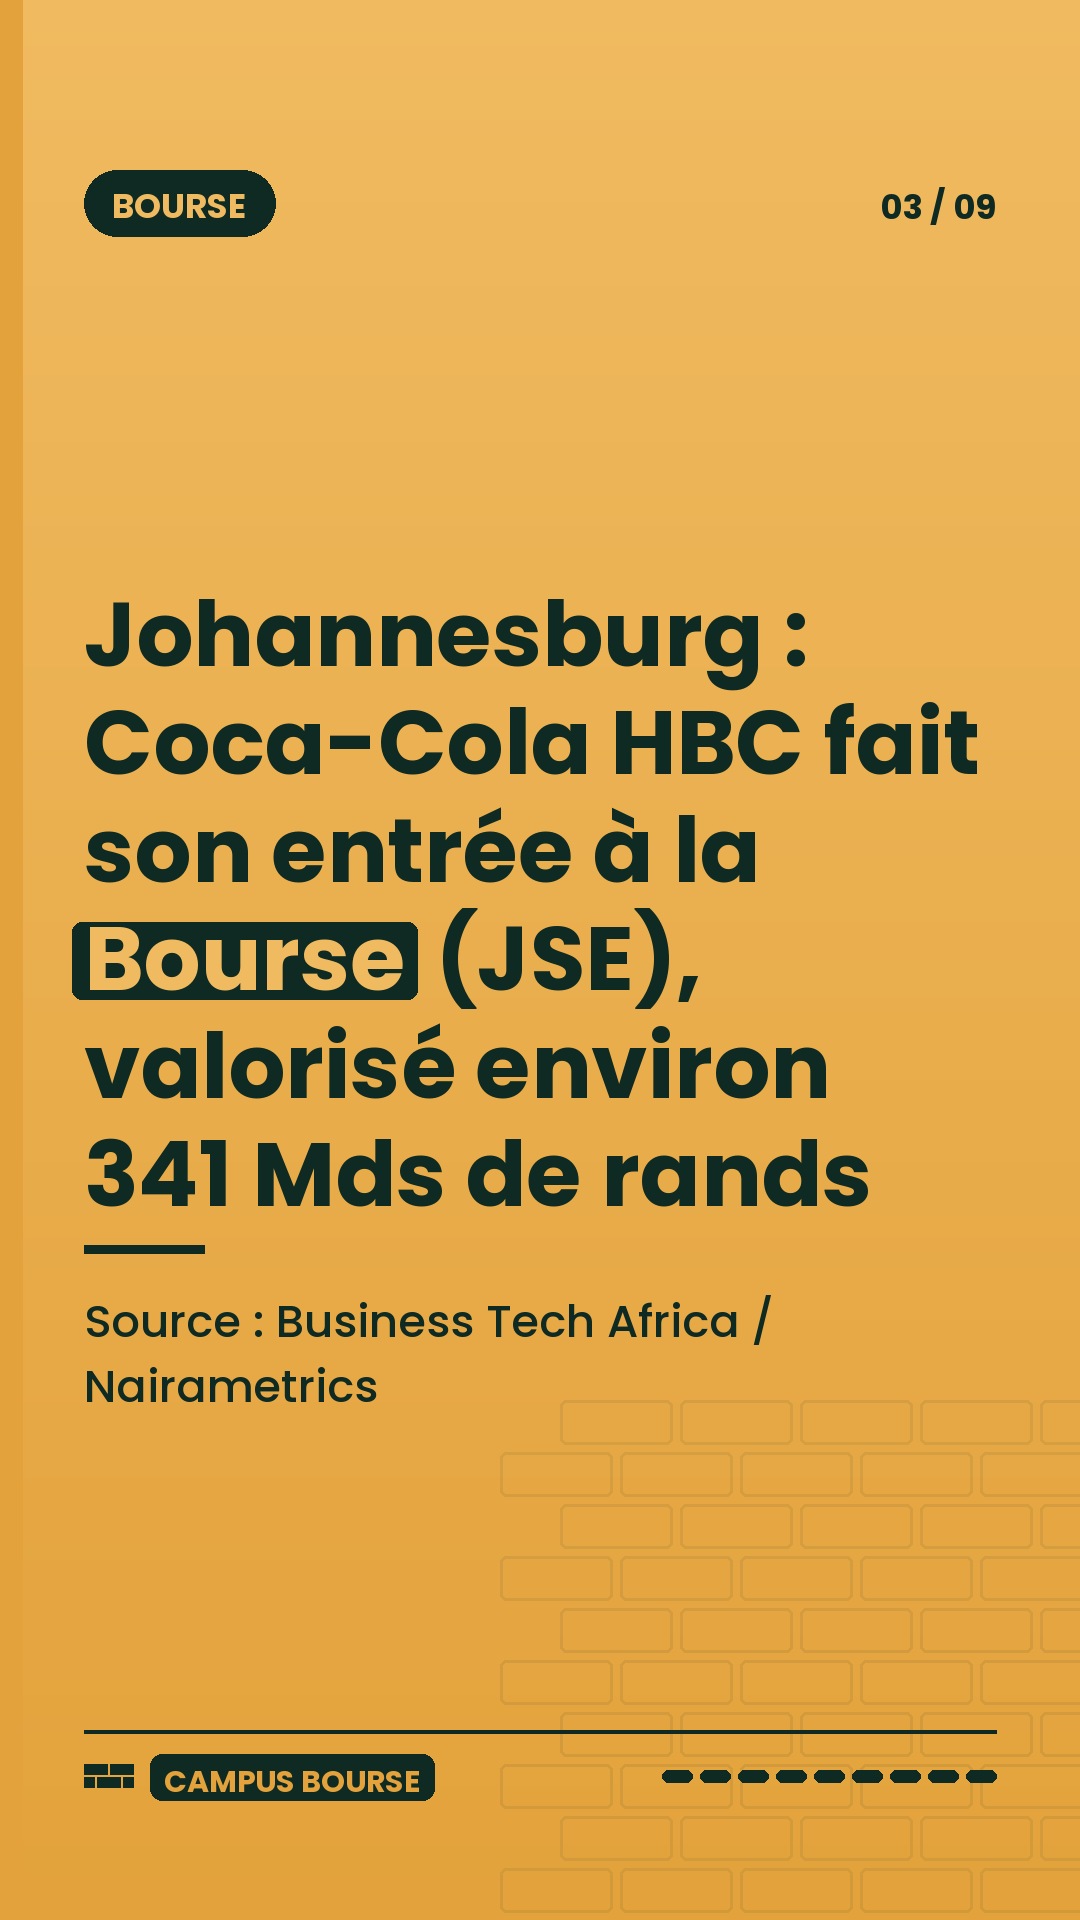 BOURSE
03 / 09
Johannesburg :
Coca-Cola HBC fait
son entrée à la
Bourse (JSE),
valorisé environ
341 Mds de rands
Source : Business Tech Africa /
Nairametrics
CAMPUS BOURSE